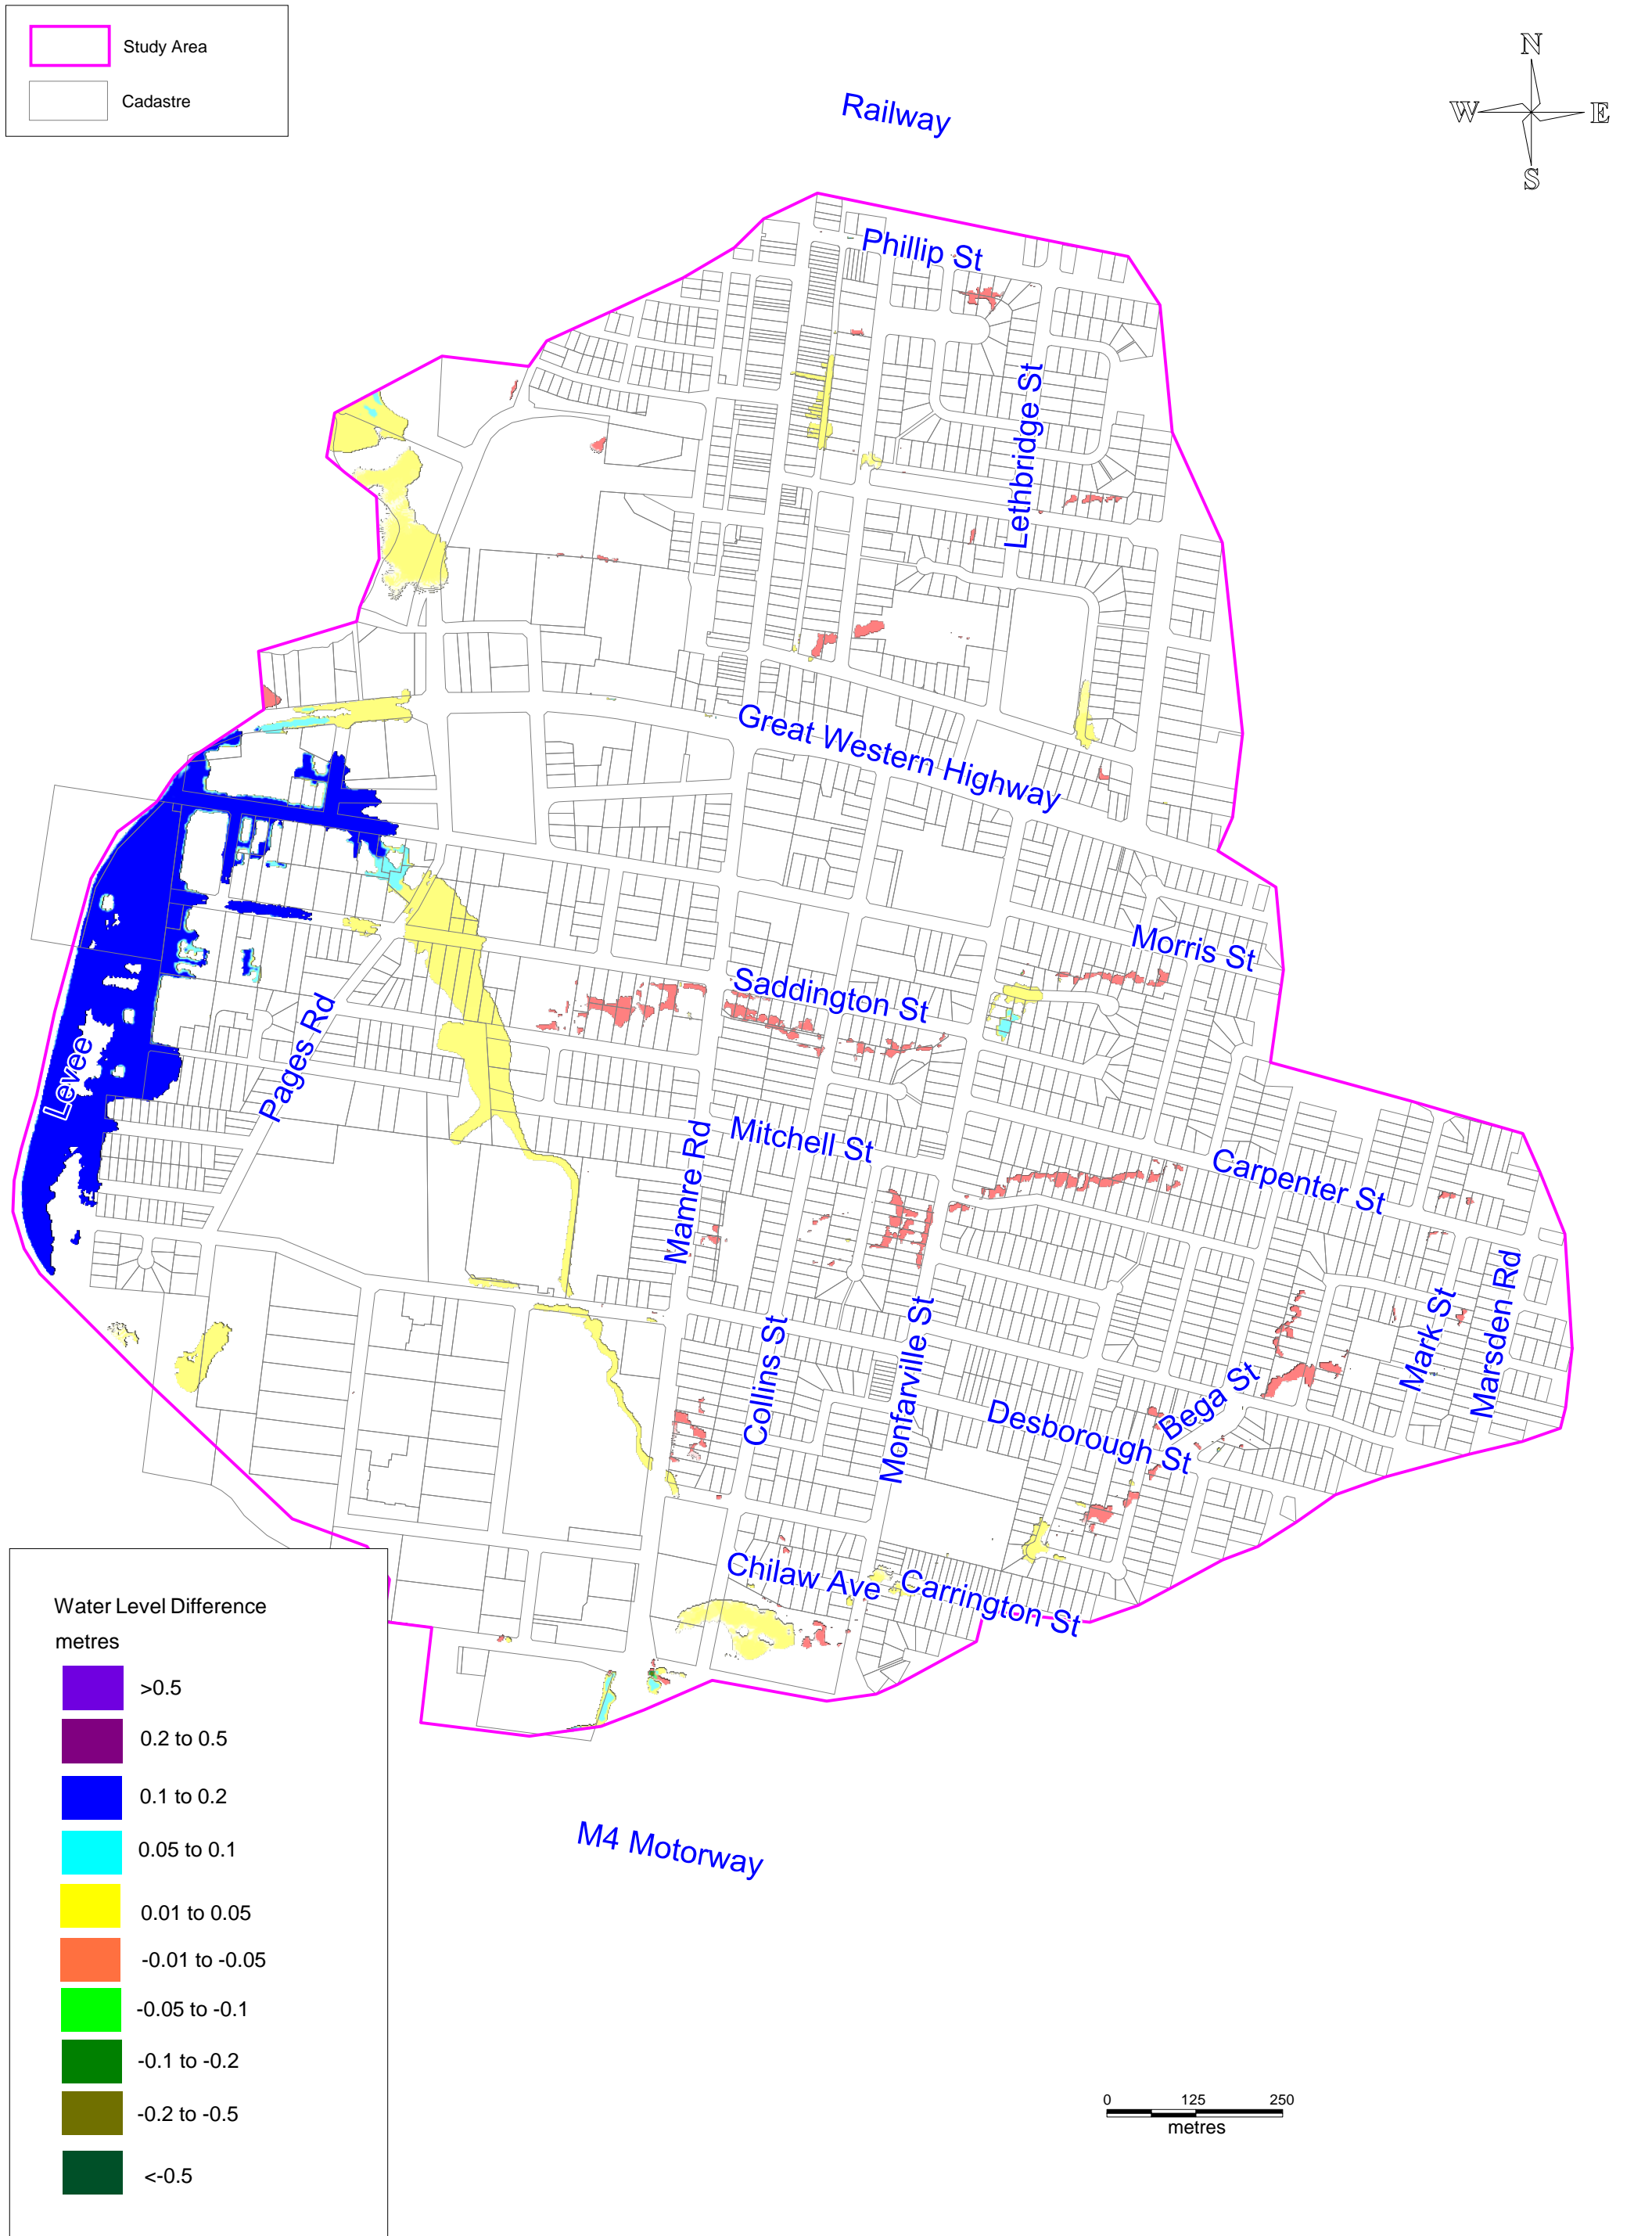 Study Area
Cadastre
N
W
E
S
Railway
Phillip St
Lethbridge St
Great Western Highway
Morris St
Saddington St
Levee
Pages Rd
Mitchell St
Mamre Rd
Carpenter St
Collins St
Monfarville St
Mark St
Marsden Rd
Bega St
Desborough St
Chilaw Ave
Carrington St
M4 Motorway
Water Level Difference
metres
>0.5
0.2 to 0.5
0.1 to 0.2
0.05 to 0.1
0.01 to 0.05
-0.01 to -0.05
-0.05 to -0.1
-0.1 to -0.2
-0.2 to -0.5
<-0.5
0 125 250
metres